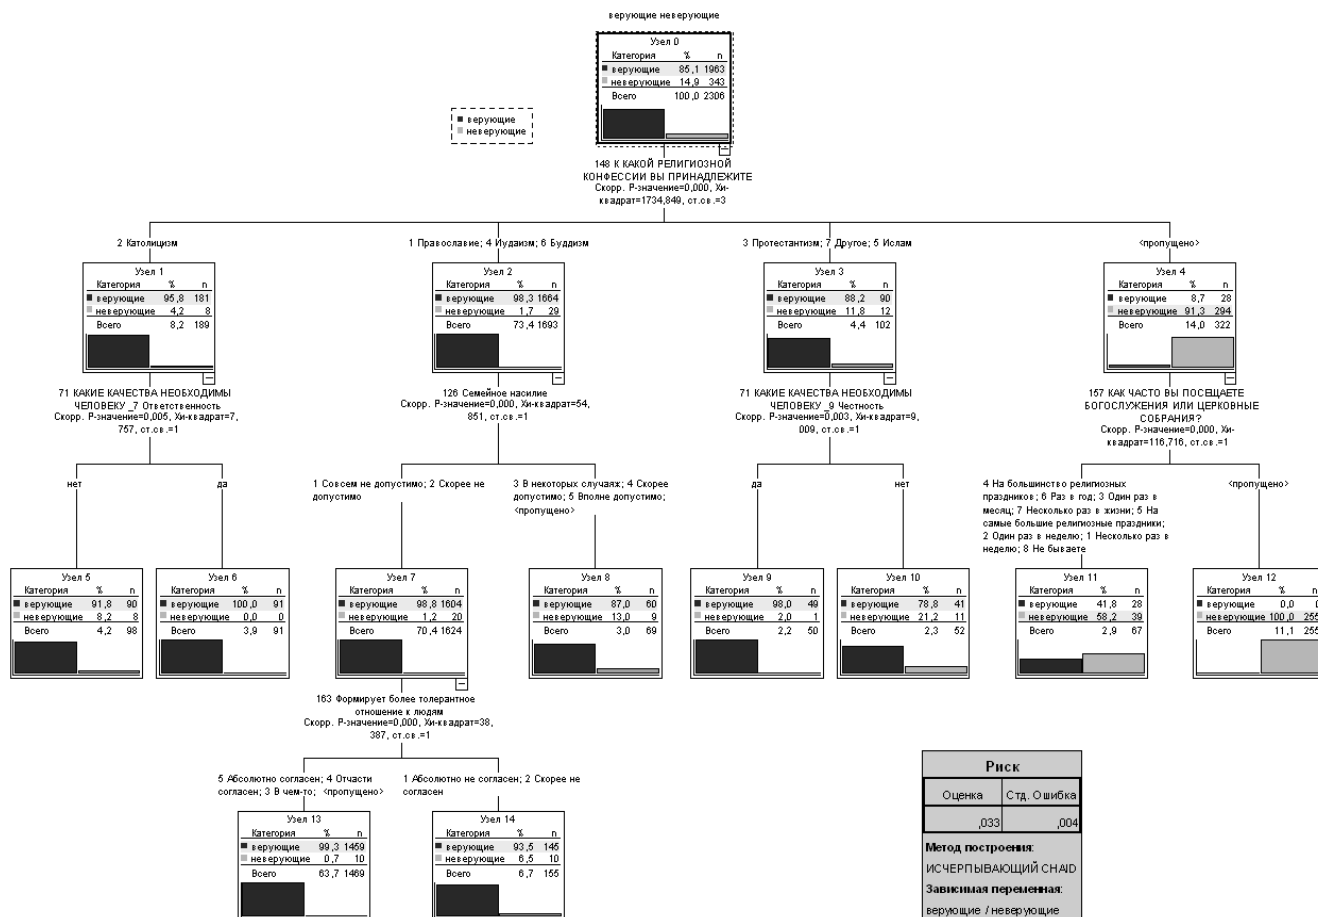 верующие неверующие
Узел 0
Категория % n
верующие 85,1 1963
неверующие 14,9 343
Всего 100,0 2306
верующие
неверующие
148 К КАКОЙ РЕЛИГИОЗНОЙ
КОНФЕССИИ ВЫ ПРИНАДЛЕЖИТЕ
Скорр. Р-значение=0,000, Хи-
квадрат=1734,849, ст.св.=3
2 Католицизм
1 Православие; 4 Иудаизм; 6 Буддизм
3 Протестантизм; 7 Другое; 5 Ислам
<пропущено>
Узел 1
Категория % n
верующие 95,8 181
неверующие 4,2 8
Всего 8,2 189
Узел 2
Категория % n
верующие 98,3 1664
неверующие 1,7 29
Всего 73,4 1693
Узел 3
Категория % n
верующие 88,2 90
неверующие 11,8 12
Всего 4,4 102
Узел 4
Категория % n
верующие 8,7 28
неверующие 91,3 294
Всего 14,0 322
71 КАКИЕ КАЧЕСТВА НЕОБХОДИМЫ
ЧЕЛОВЕКУ _7 Ответственность
Скорр. Р-значение=0,005, Хи-квадрат=7,
757, ст.св.=1
126 Семейное насилие
Скорр. Р-значение=0,000, Хи-квадрат=54,
851, ст.св.=1
71 КАКИЕ КАЧЕСТВА НЕОБХОДИМЫ
ЧЕЛОВЕКУ _9 Честность
Скорр. Р-значение=0,003, Хи-квадрат=9,
009, ст.св.=1
157 КАК ЧАСТО ВЫ ПОСЕЩАЕТЕ
БОГОСЛУЖЕНИЯ ИЛИ ЦЕРКОВНЫЕ
СОБРАНИЯ?
Скорр. Р-значение=0,000, Хи-
квадрат=116,716, ст.св.=1
нет
да
1 Совсем не допустимо; 2 Скорее не
допустимо
3 В некоторых случаях; 4 Скорее
допустимо; 5 Вполне допустимо;
<пропущено>
да
нет
4 На большинство религиозных
праздников; 6 Раз в год; 3 Один раз в
месяц; 7 Несколько раз в жизни; 5 На
самые большие религиозные праздники;
2 Один раз в неделю; 1 Несколько раз в
неделю; 8 Не бываете
<пропущено>
Узел 5
Категория % n
верующие 91,8 90
неверующие 8,2 8
Всего 4,2 98
Узел 6
Категория % n
верующие 100,0 91
неверующие 0,0 0
Всего 3,9 91
Узел 7
Категория % n
верующие 98,8 1604
неверующие 1,2 20
Всего 70,4 1624
Узел 8
Категория % n
верующие 87,0 60
неверующие 13,0 9
Всего 3,0 69
Узел 9
Категория % n
верующие 98,0 49
неверующие 2,0 1
Всего 2,2 50
Узел 10
Категория % n
верующие 78,8 41
неверующие 21,2 11
Всего 2,3 52
Узел 11
Категория % n
верующие 41,8 28
неверующие 58,2 39
Всего 2,9 67
Узел 12
Категория % n
верующие 0,0 0
неверующие 100,0 255
Всего 11,1 255
163 Формирует более толерантное
отношение к людям
Скорр. Р-значение=0,000, Хи-квадрат=38,
387, ст.св.=1
5 Абсолютно согласен; 4 Отчасти
согласен; 3 В чем-то; <пропущено>
1 Абсолютно не согласен; 2 Скорее не
согласен
Узел 13
Категория % n
верующие 99,3 1459
неверующие 0,7 10
Всего 63,7 1469
Узел 14
Категория % n
верующие 93,5 145
неверующие 6,5 10
Всего 6,7 155
Риск
Оценка Стд. Ошибка
,033 ,004
Метод построения:
ИСЧЕРПЫВАЮЩИЙ CHAID
Зависимая переменная:
верующие / неверующие